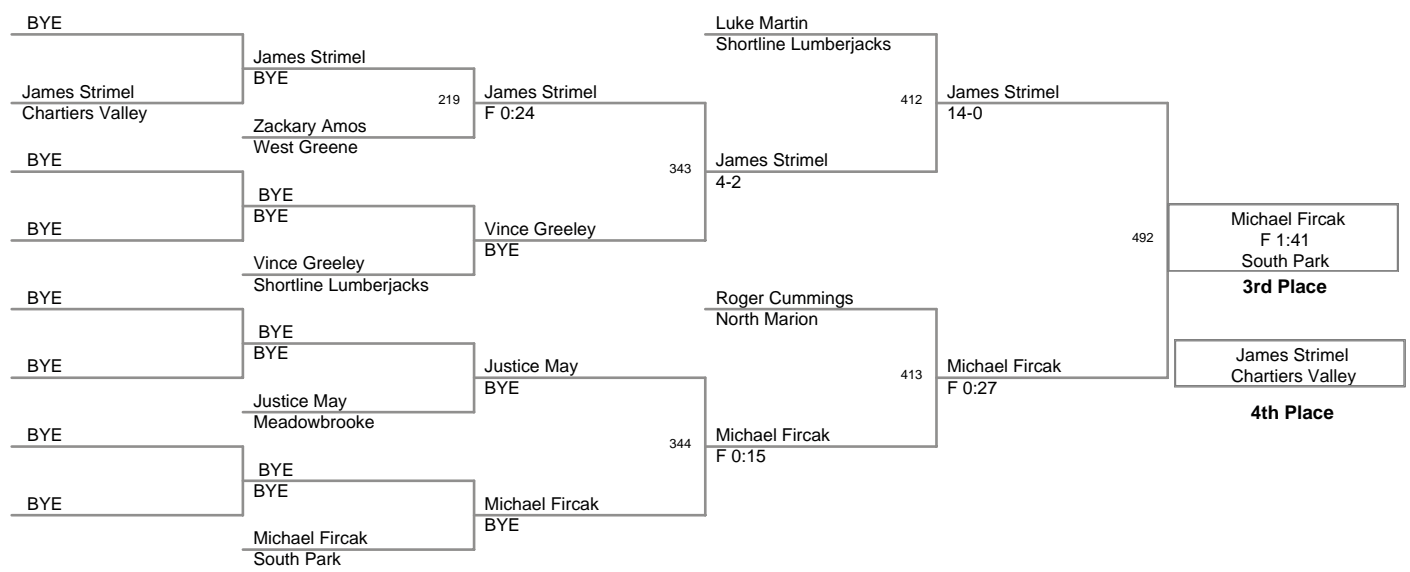 BYE
James Strimel
Chartiers Valley
BYE
BYE
BYE
BYE
BYE
BYE
James Strimel
BYE
Zackary Amos
West Greene
BYE
BYE
Vince Greeley
Shortline Lumberjacks
BYE
BYE
Justice May
Meadowbrooke
BYE
BYE
Michael Fircak
South Park
219
James Strimel
F 0:24
Vince Greeley
BYE
Justice May
BYE
Michael Fircak
BYE
343
344
Luke Martin
Shortline Lumberjacks
James Strimel
4-2
Roger Cummings
North Marion
Michael Fircak
F 0:15
412
413
James Strimel
14-0
Michael Fircak
F 0:27
492
Michael Fircak
F 1:41
South Park
3rd Place
James Strimel
Chartiers Valley
4th Place